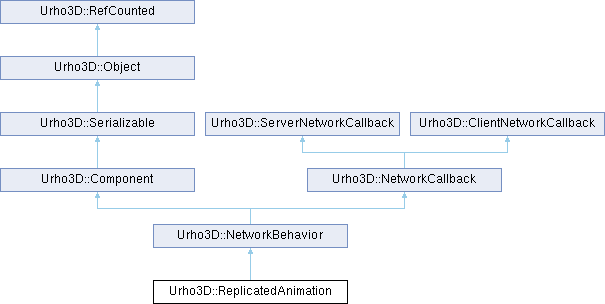 Urho3D::RefCounted
Urho3D::Object
Urho3D::Serializable
Urho3D::ServerNetworkCallback
Urho3D::ClientNetworkCallback
Urho3D::Component
Urho3D::NetworkCallback
Urho3D::NetworkBehavior
Urho3D::ReplicatedAnimation